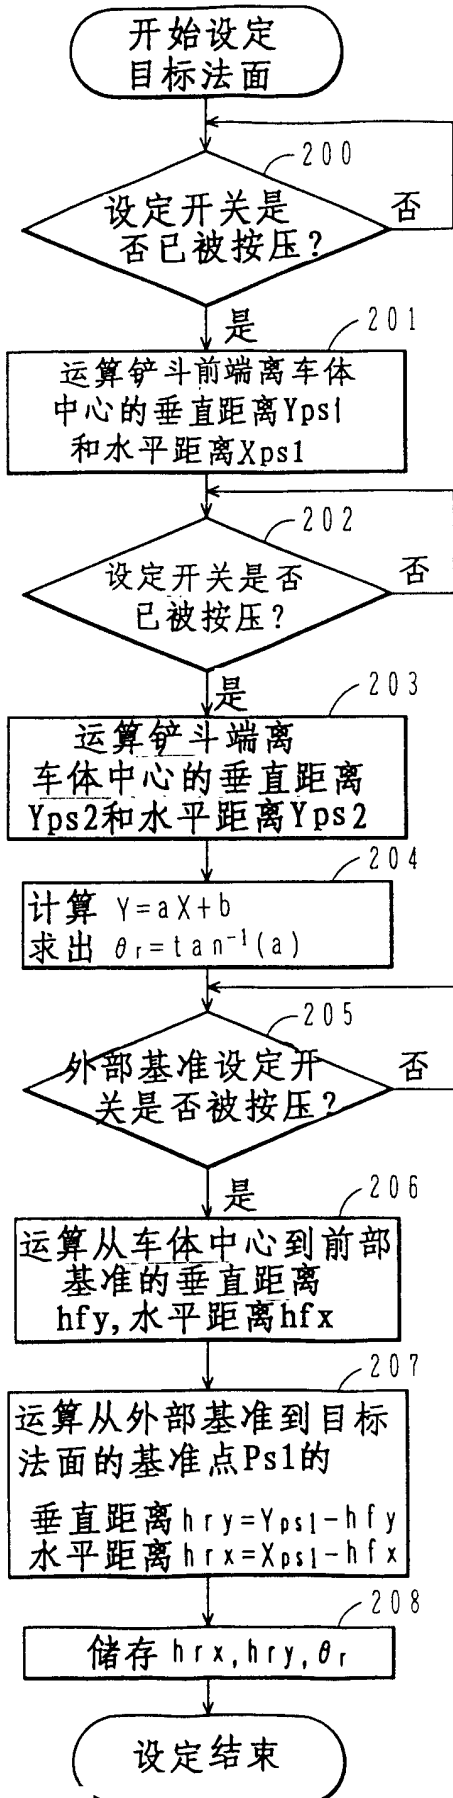 开始设定
目标法面
200
设定开关是
否已被按压?
否
是
201
运算铲斗前端离车体
中心的垂直距离Yps1
和水平距离Xps1
202
设定开关是否
已被按压?
否
是
203
运算铲斗端离
车体中心的垂直距离
Yps2和水平距离Yps2
204
计算 Y=aX+b
求出 θr=tan⁻¹(a)
205
外部基准设定开
关是否被按压?
否
是
206
运算从车体中心到前部
基准的垂直距离
hfy,水平距离hfx
207
运算从外部基准到目标
法面的基准点Ps1的
垂直距离hry=Yps1-hfy
水平距离hrx=Xps1-hfx
208
储存 hrx,hry,θr
设定结束